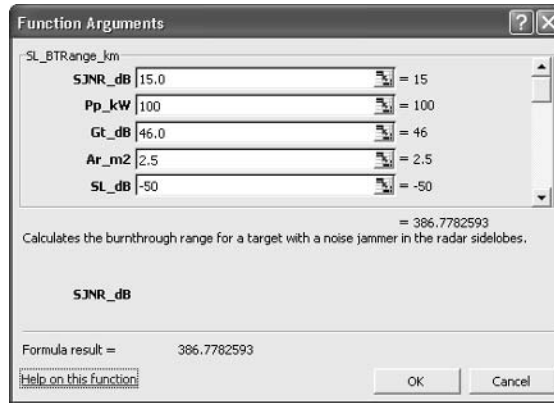 Function Arguments
SL_BTRange_km
SJNR_dB 15.0 = 15
Pp_kW 100 = 100
Gt_dB 46.0 = 46
Ar_m2 2.5 = 2.5
SL_dB -50 = -50
= 386.7782593
Calculates the burnthrough range for a target with a noise jammer in the radar sidelobes.
SJNR_dB
Formula result = 386.7782593
Help on this function OK Cancel